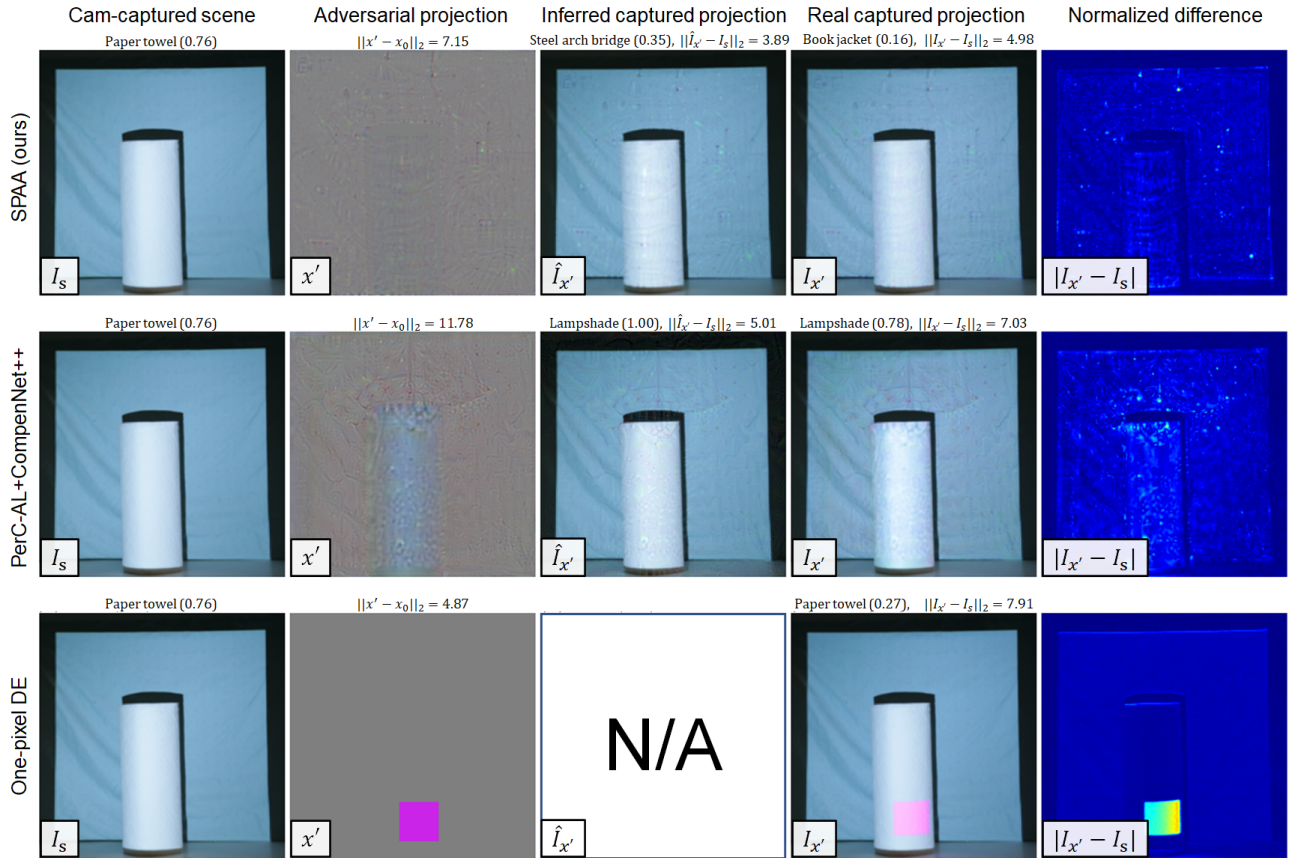 Cam-captured scene Adversarial projection Inferred captured projection Real captured projection Normalized difference
SPAA (ours)
Paper towel (0.76) ||x′ − x₀||₂ = 7.15 Steel arch bridge (0.35), ||Î_x′ − I_s||₂ = 3.89 Book jacket (0.16), ||I_x′ − I_s||₂ = 4.98
I_s x′ Î_x′ I_x′ |I_x′ − I_s|
PerC-AL+CompenNet++
Paper towel (0.76) ||x′ − x₀||₂ = 11.78 Lampshade (1.00), ||Î_x′ − I_s||₂ = 5.01 Lampshade (0.78), ||I_x′ − I_s||₂ = 7.03
I_s x′ Î_x′ I_x′ |I_x′ − I_s|
One-pixel DE
Paper towel (0.76) ||x′ − x₀||₂ = 4.87 Paper towel (0.27), ||I_x′ − I_s||₂ = 7.91
N/A
I_s x′ Î_x′ I_x′ |I_x′ − I_s|